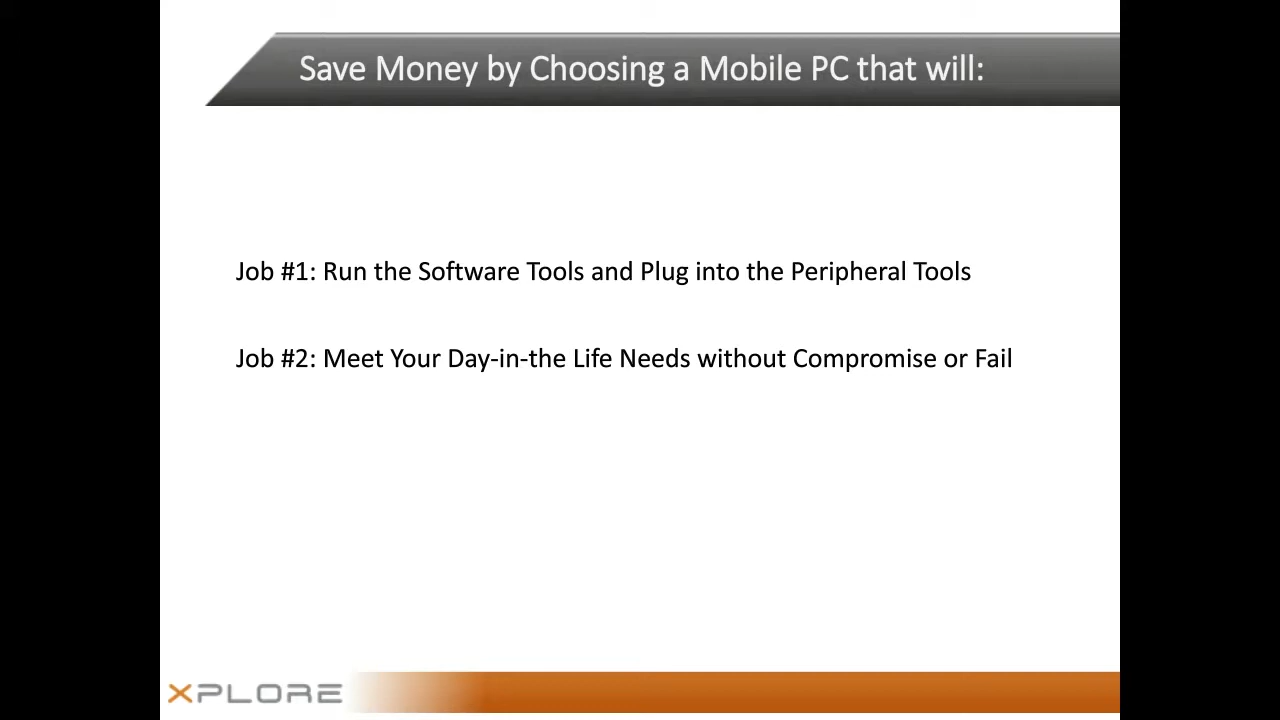 Save Money by Choosing a Mobile PC that will:
Job #1: Run the Software Tools and Plug into the Peripheral Tools
Job #2: Meet Your Day-in-the Life Needs without Compromise or Fail
XPLORE